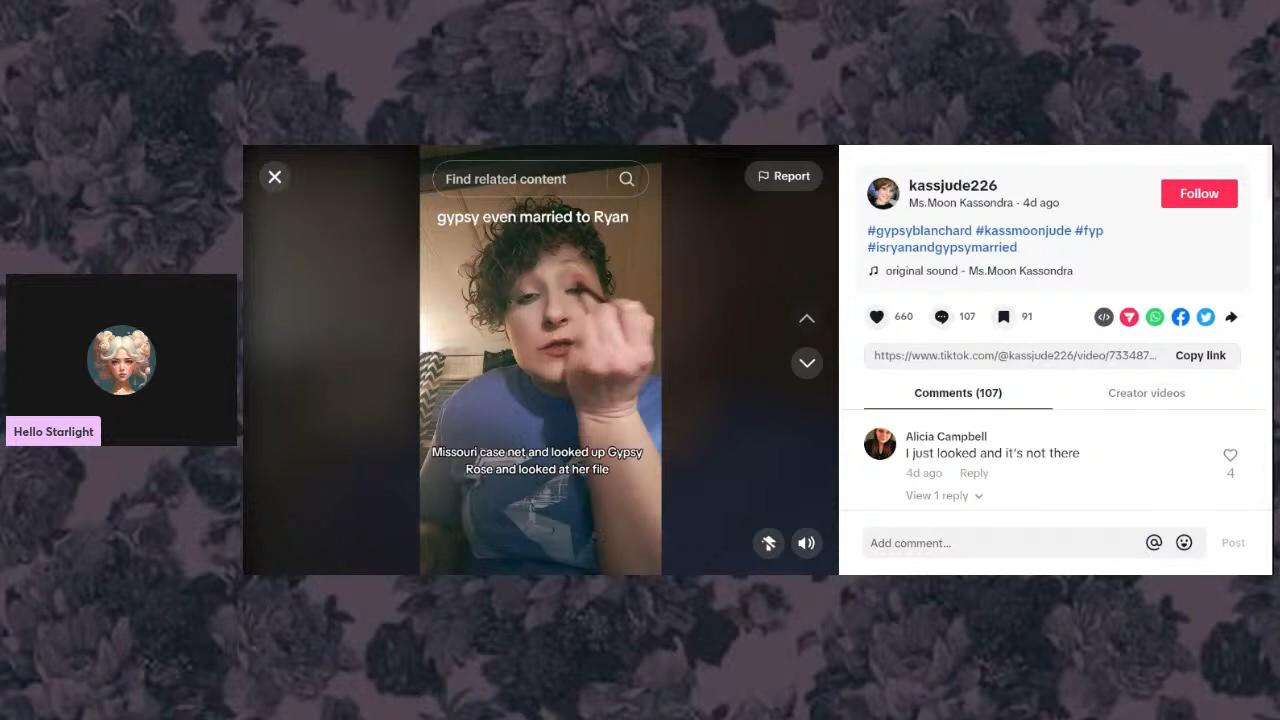 Hello Starlight
Find related content
Report
gypsy even married to Ryan
Missouri case net and looked up Gypsy
Rose and looked at her file
kassjude226
Ms.Moon Kassondra · 4d ago
Follow
#gypsyblanchard #kassmoonjude #fyp
#isryanandgypsymarried
original sound - Ms.Moon Kassondra
660
107
91
https://www.tiktok.com/@kassjude226/video/733487...
Copy link
Comments (107)
Creator videos
Alicia Campbell
I just looked and it's not there
4d ago
Reply
4
View 1 reply
Add comment...
Post